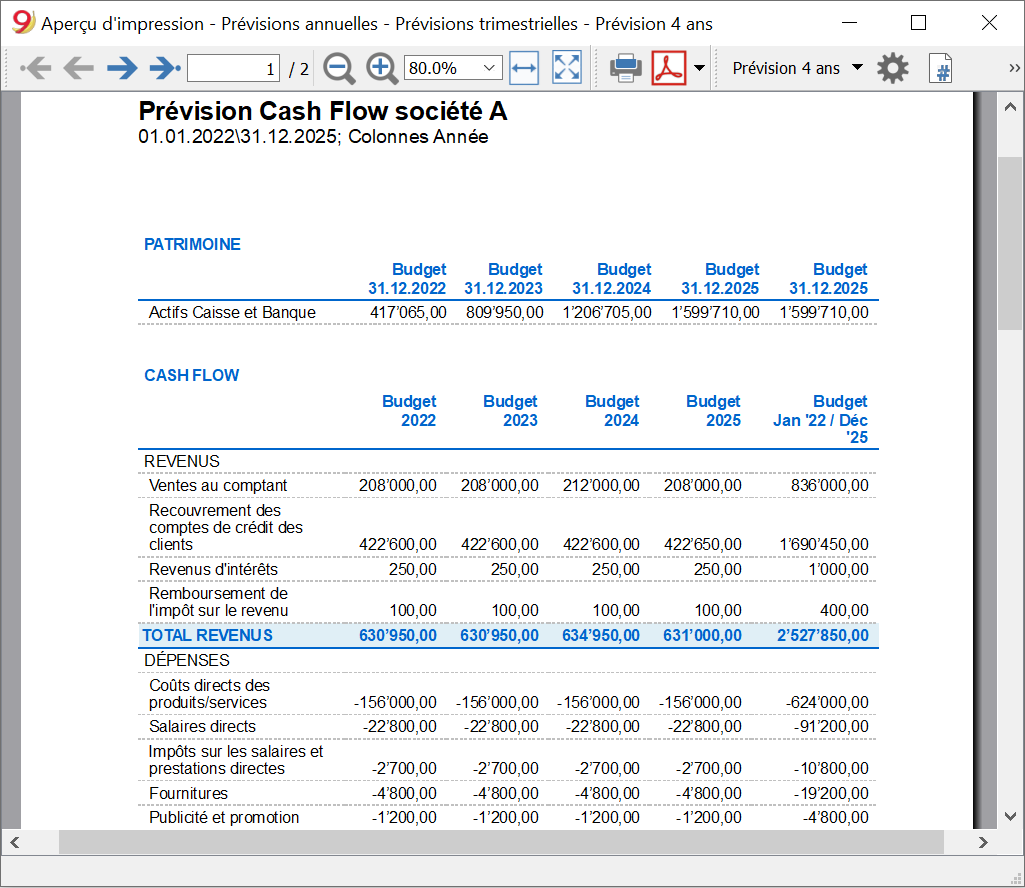 Aperçu d'impression - Prévisions annuelles - Prévisions trimestrielles - Prévision 4 ans
1 / 2 80.0% Prévision 4 ans
Prévision Cash Flow société A
01.01.2022\31.12.2025; Colonnes Année
PATRIMOINE
Budget Budget Budget Budget Budget
31.12.2022 31.12.2023 31.12.2024 31.12.2025 31.12.2025
Actifs Caisse et Banque 417’065,00 809’950,00 1’206’705,00 1’599’710,00 1’599’710,00
CASH FLOW
Budget Budget Budget Budget Budget
2022 2023 2024 2025 Jan '22 / Déc
'25
REVENUS
Ventes au comptant 208’000,00 208’000,00 212’000,00 208’000,00 836’000,00
Recouvrement des
comptes de crédit des
clients 422’600,00 422’600,00 422’600,00 422’650,00 1’690’450,00
Revenus d'intérêts 250,00 250,00 250,00 250,00 1’000,00
Remboursement de
l'impôt sur le revenu 100,00 100,00 100,00 100,00 400,00
TOTAL REVENUS 630’950,00 630’950,00 634’950,00 631’000,00 2’527’850,00
DÉPENSES
Coûts directs des
produits/services -156’000,00 -156’000,00 -156’000,00 -156’000,00 -624’000,00
Salaires directs -22’800,00 -22’800,00 -22’800,00 -22’800,00 -91’200,00
Impôts sur les salaires et
prestations directes -2’700,00 -2’700,00 -2’700,00 -2’700,00 -10’800,00
Fournitures -4’800,00 -4’800,00 -4’800,00 -4’800,00 -19’200,00
Publicité et promotion -1’200,00 -1’200,00 -1’200,00 -1’200,00 -4’800,00